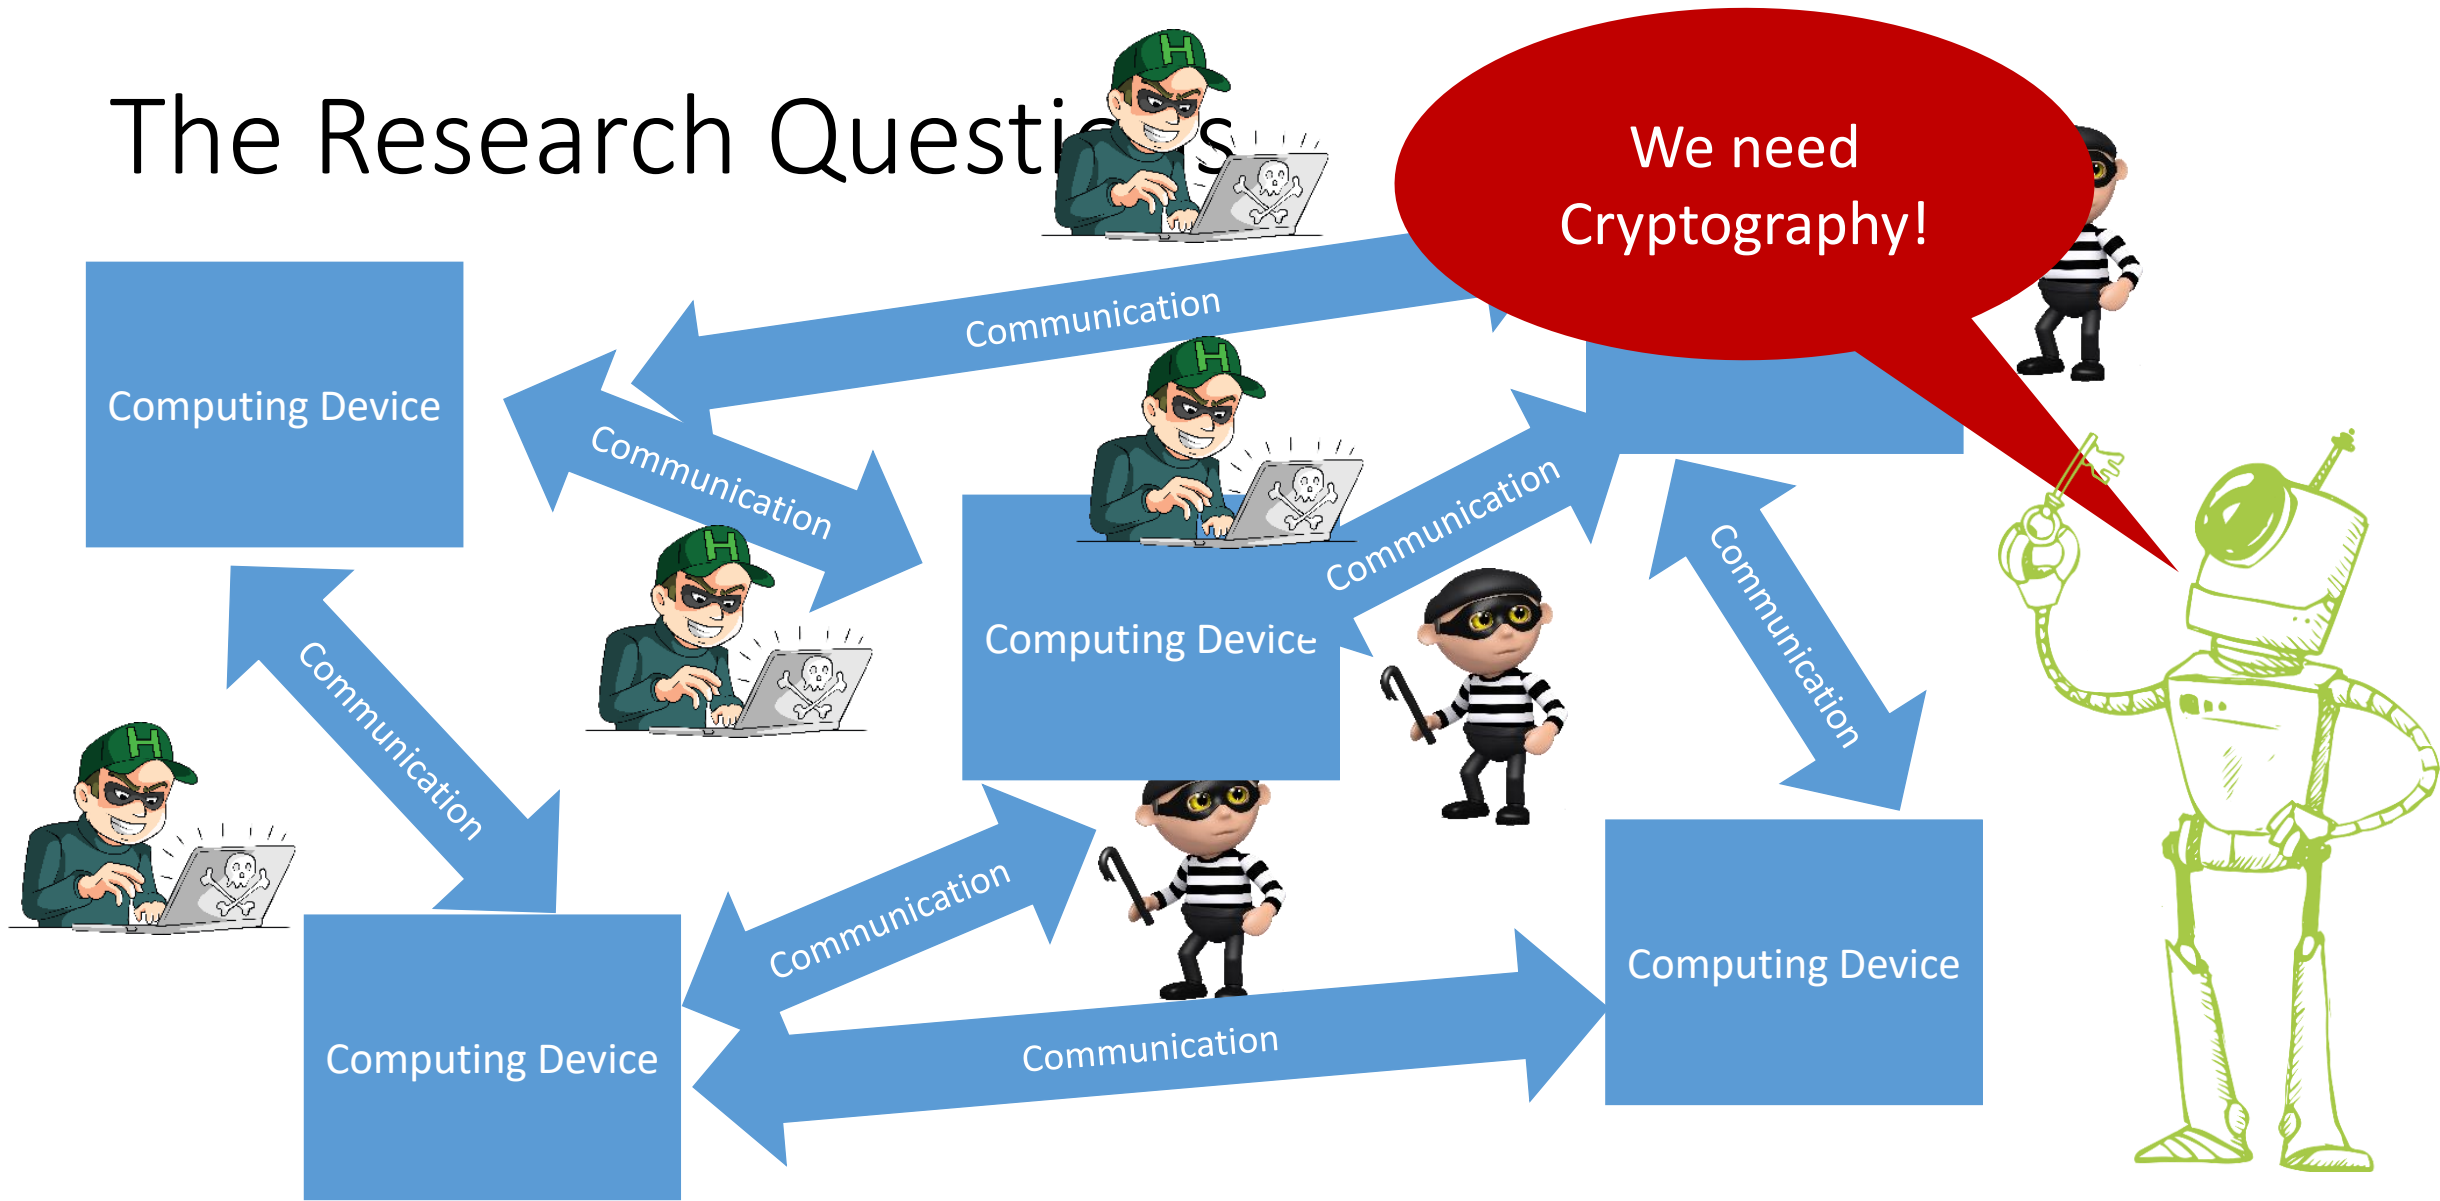 The Research Questions
We need
Cryptography!
H
Communication
Computing Device
H
Communication
Communication
H
Communication
Computing Device
Communication
H
Communication
Computing Device
Computing Device
Communication